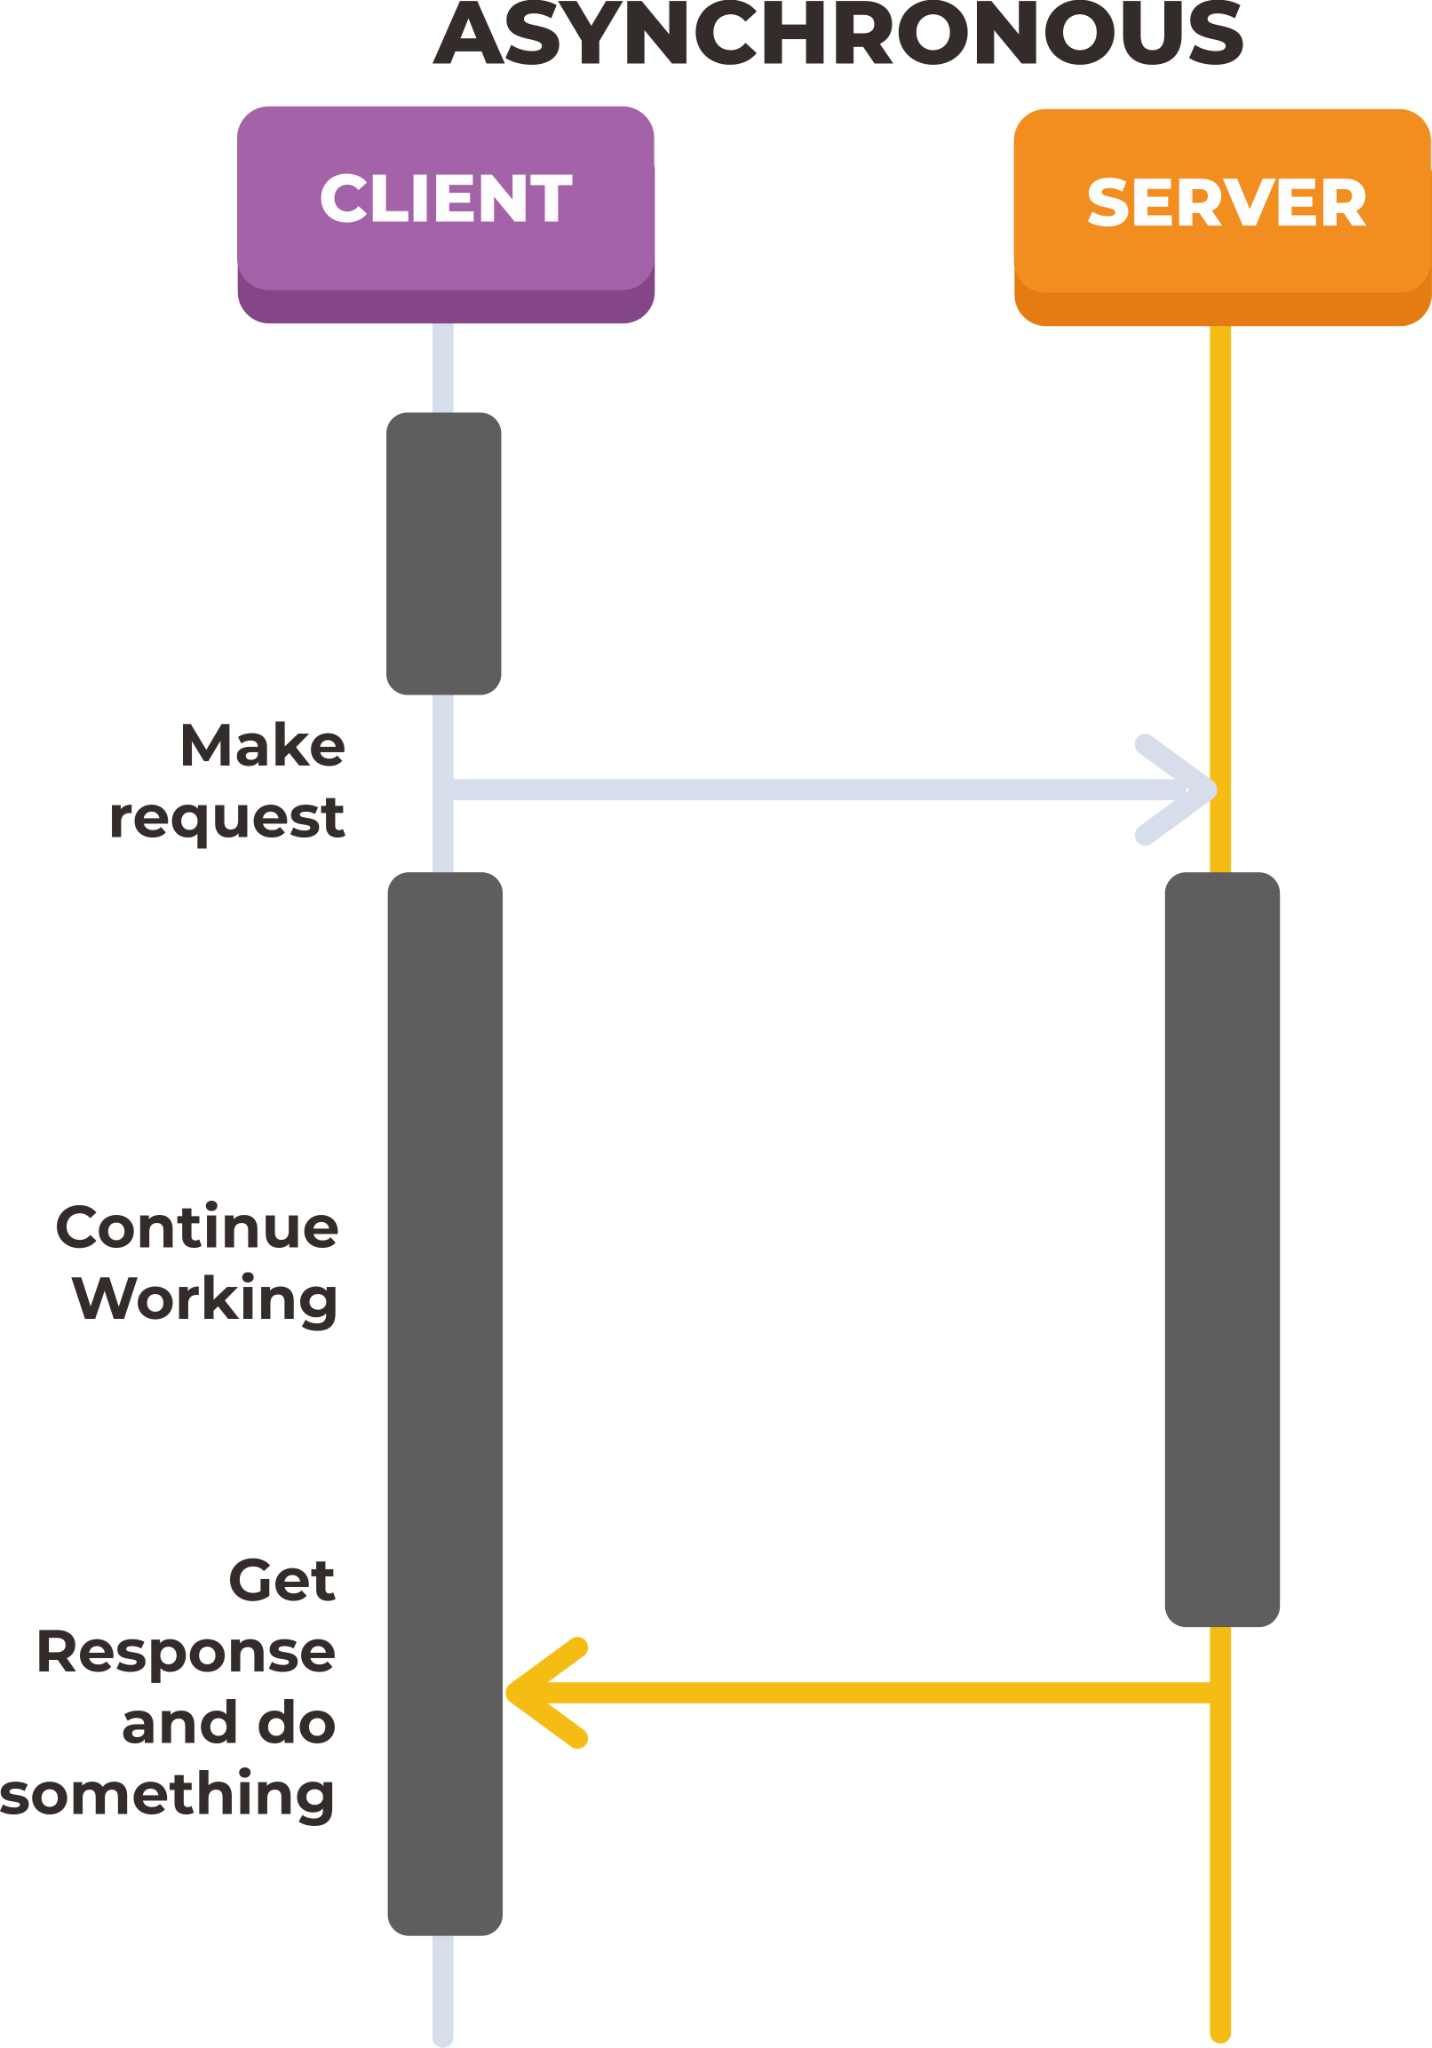 ASYNCHRONOUS
CLIENT
SERVER
Make
request
Continue
Working
Get
Response
and do
something